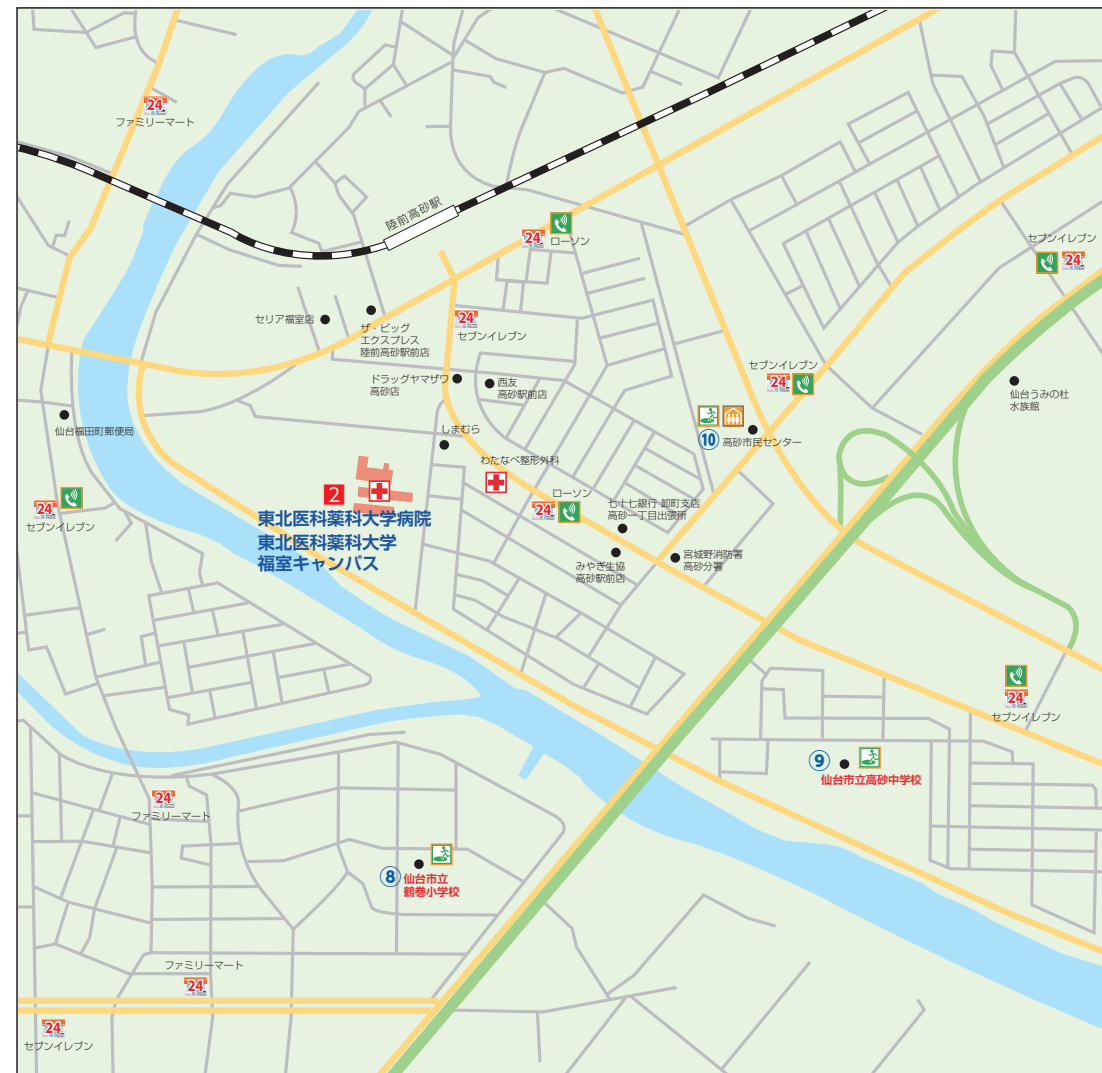 24
ファミリーマート
陸前高砂駅
24
ローソン
セブンイレブン
24
セリア福室店
ザ・ビッグ
エクスプレス
陸前高砂駅前店
24
セブンイレブン
セブンイレブン
24
ドラッグヤマザワ
高砂店
西友
高砂駅前店
仙台うみの杜
水族館
仙台福田町郵便局
しまむら
10
高砂市民センター
わたなべ整形外科
24
セブンイレブン
2
東北医科薬科大学病院
東北医科薬科大学
福室キャンパス
ローソン
24
七十七銀行 卸町支店
高砂一丁目出張所
みやぎ生協
高砂駅前店
宮城野消防署
高砂分署
24
セブンイレブン
9
仙台市立高砂中学校
24
ファミリーマート
8
仙台市立
鶴巻小学校
ファミリーマート
24
24
セブンイレブン